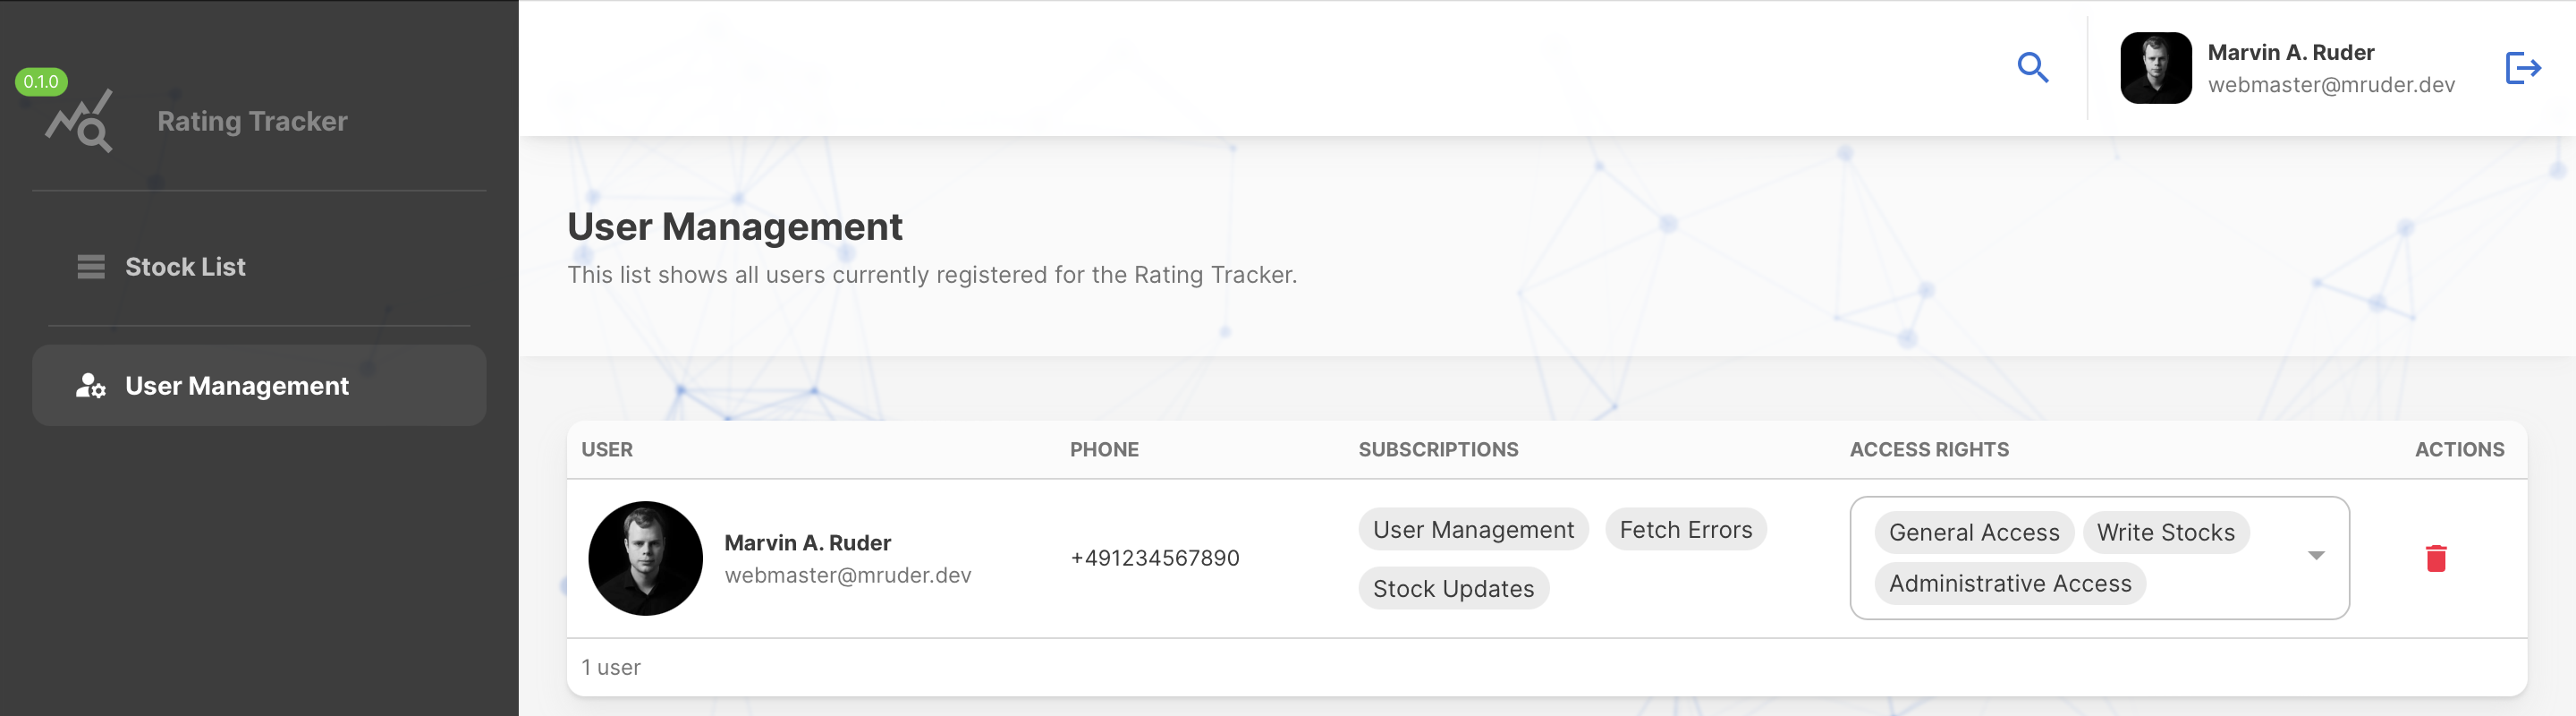 0.1.0
Rating Tracker
Stock List
User Management
Marvin A. Ruder
webmaster@mruder.dev
User Management
This list shows all users currently registered for the Rating Tracker.
USER PHONE SUBSCRIPTIONS ACCESS RIGHTS ACTIONS
Marvin A. Ruder
webmaster@mruder.dev
+491234567890
User Management Fetch Errors
Stock Updates
General Access Write Stocks
Administrative Access
1 user